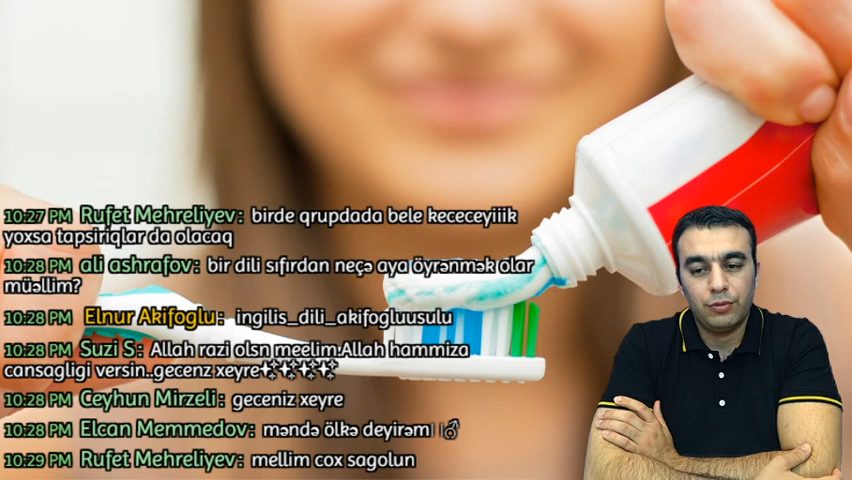 10:27 PM Rufet Mehreliyev: birde qrupdada bele kececeyiiik
yoxsa tapsiriqlar da olacaq
10:28 PM ali ashrafov: bir dili sıfırdan neçə aya öyrənmək olar
müəllim?
10:28 PM Elnur Akifoglu: ingilis_dili_akifogluusulu
10:28 PM Suzi S: Allah razi olsn meelim.Allah hammiza
cansagligi versin..gecenz xeyre✨✨✨✨
10:28 PM Ceyhun Mirzeli: geceniz xeyre
10:28 PM Elcan Memmedov: məndə ölkə deyirəm
10:29 PM Rufet Mehreliyev: mellim cox sagolun